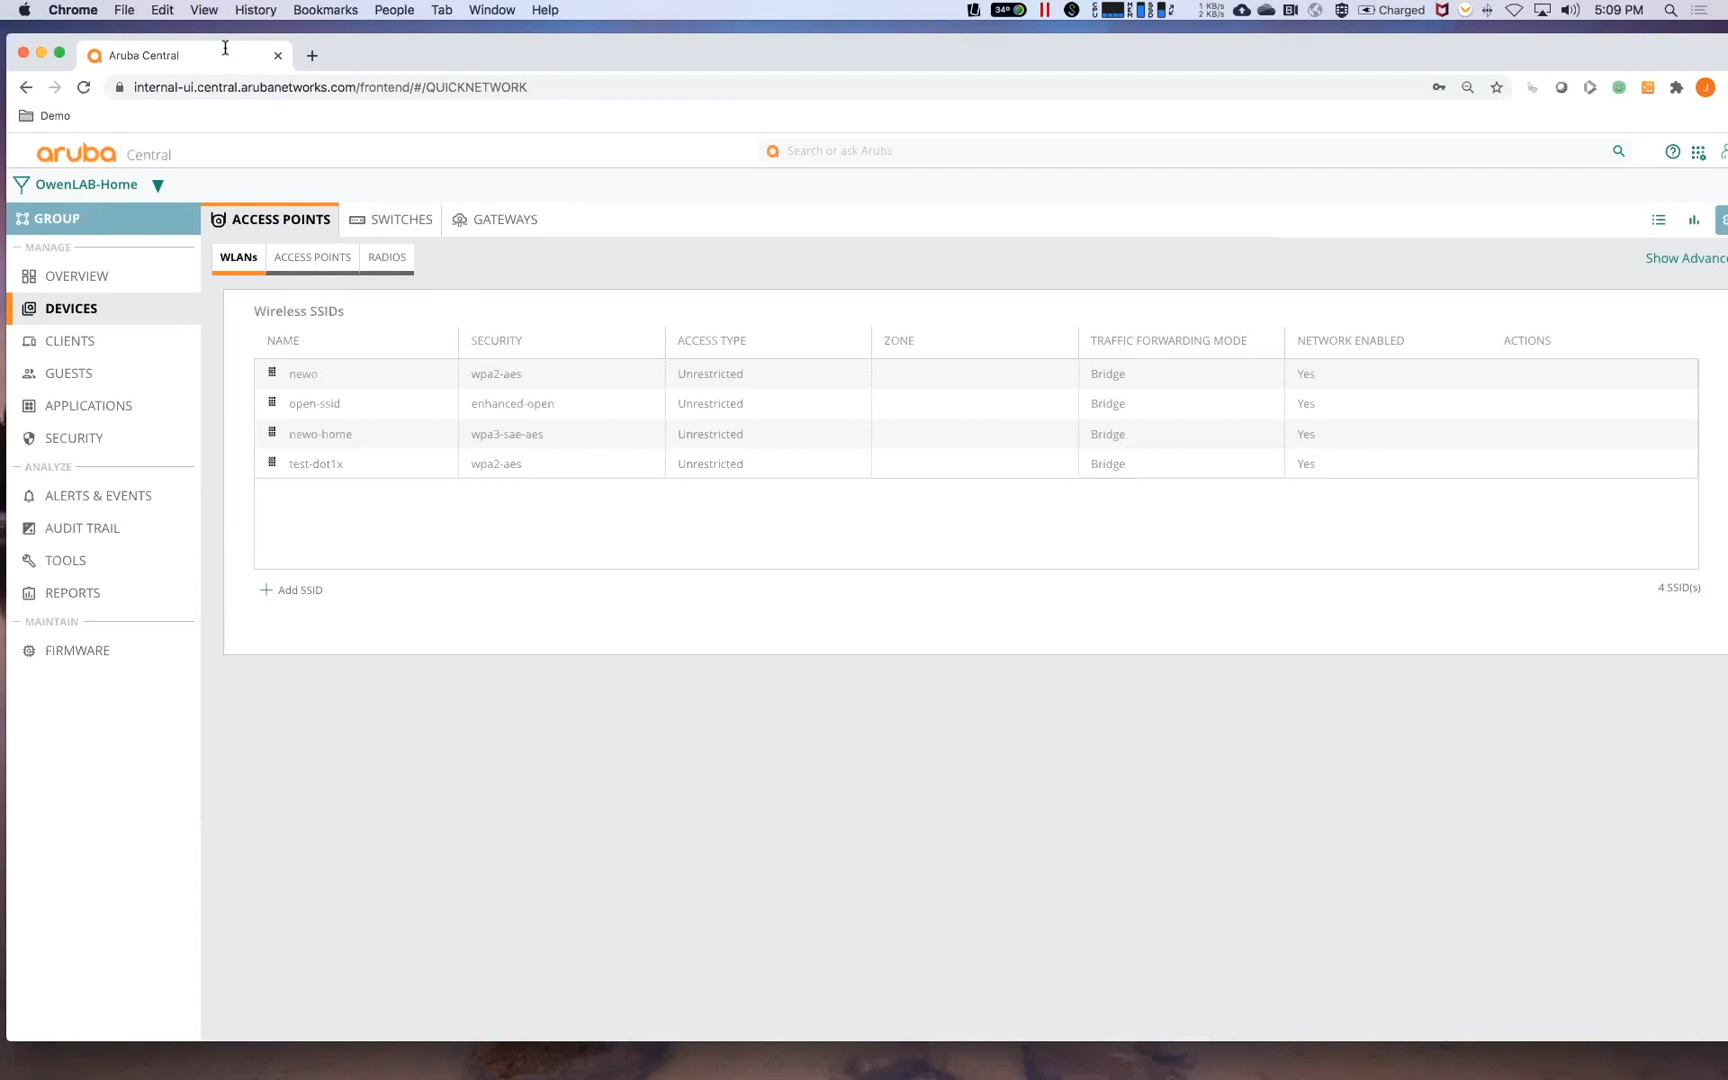 Chrome File Edit View History Bookmarks People Tab Window Help 34° 1 KB/s 2 KB/s Charged 5:09 PM
Aruba Central
internal-ui.central.arubanetworks.com/frontend/#/QUICKNETWORK J
Demo
aruba Central Search or ask Aruba
OwenLAB-Home
GROUP ACCESS POINTS SWITCHES GATEWAYS
MANAGE WLANs ACCESS POINTS RADIOS Show Advanc
OVERVIEW
DEVICES
CLIENTS
GUESTS
APPLICATIONS
SECURITY
ANALYZE
ALERTS & EVENTS
AUDIT TRAIL
TOOLS
REPORTS
MAINTAIN
FIRMWARE
Wireless SSIDs
NAME SECURITY ACCESS TYPE ZONE TRAFFIC FORWARDING MODE NETWORK ENABLED ACTIONS
newo wpa2-aes Unrestricted Bridge Yes
open-ssid enhanced-open Unrestricted Bridge Yes
newo-home wpa3-sae-aes Unrestricted Bridge Yes
test-dot1x wpa2-aes Unrestricted Bridge Yes
+ Add SSID 4 SSID(s)